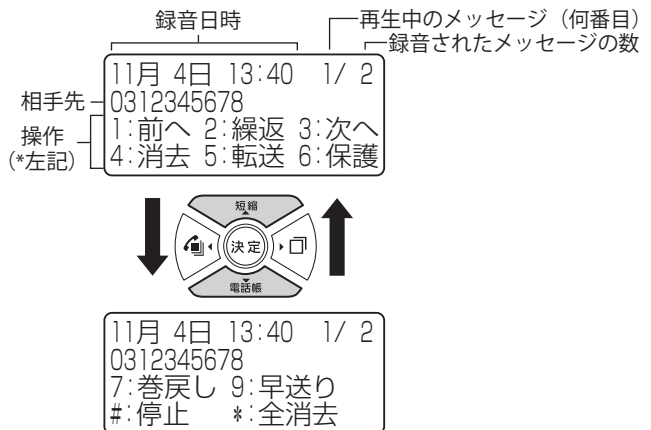 録音日時
再生中のメッセージ（何番目）
録音されたメッセージの数
11月 4日 13:40 1/ 2
相手先
0312345678
操作
(*左記)
1:前へ 2:繰返 3:次へ
4:消去 5:転送 6:保護
短縮
決定
電話帳
11月 4日 13:40 1/ 2
0312345678
7:巻戻し 9:早送り
#:停止 *:全消去